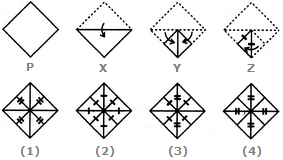 P X Y Z
(1) (2) (3) (4)